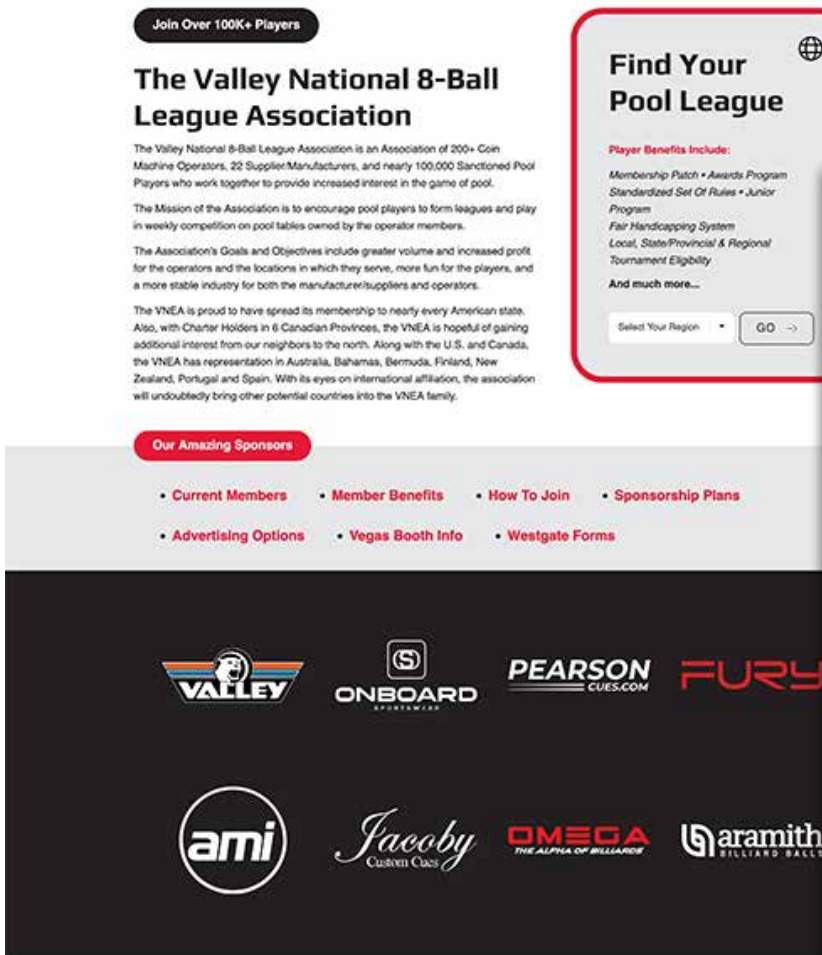 Join Over 100K+ Players
The Valley National 8-Ball
League Association
The Valley National 8-Ball League Association is an Association of 200+ Coin
Machine Operators, 22 Supplier/Manufacturers, and nearly 100,000 Sanctioned Pool
Players who work together to provide increased interest in the game of pool.
The Mission of the Association is to encourage pool players to form leagues and play
in weekly competition on pool tables owned by the operator members.
The Association's Goals and Objectives include greater volume and increased profit
for the operators and the locations in which they serve, more fun for the players, and
a more stable industry for both the manufacturer/suppliers and operators.
The VNEA is proud to have spread its membership to nearly every American state.
Also, with Charter Holders in 6 Canadian Provinces, the VNEA is hopeful of gaining
additional interest from our neighbors to the north. Along with the U.S. and Canada,
the VNEA has representation in Australia, Bahamas, Bermuda, Finland, New
Zealand, Portugal and Spain. With its eyes on international affiliation, the association
will undoubtedly bring other potential countries into the VNEA family.
Find Your
Pool League
Player Benefits Include:
Membership Patch • Awards Program
Standardized Set Of Rules • Junior
Program
Fair Handicapping System
Local, State/Provincial & Regional
Tournament Eligibility
And much more...
Select Your Region
GO ->
Our Amazing Sponsors
• Current Members • Member Benefits • How To Join • Sponsorship Plans
• Advertising Options • Vegas Booth Info • Westgate Forms
VALLEY
S
ONBOARD
SPORTSWEAR
PEARSON
CUES.COM
FURY
ami
Jacoby
Custom Cues
OMEGA
THE ALPHA OF BILLIARDS
aramith
BILLIARD BALLS